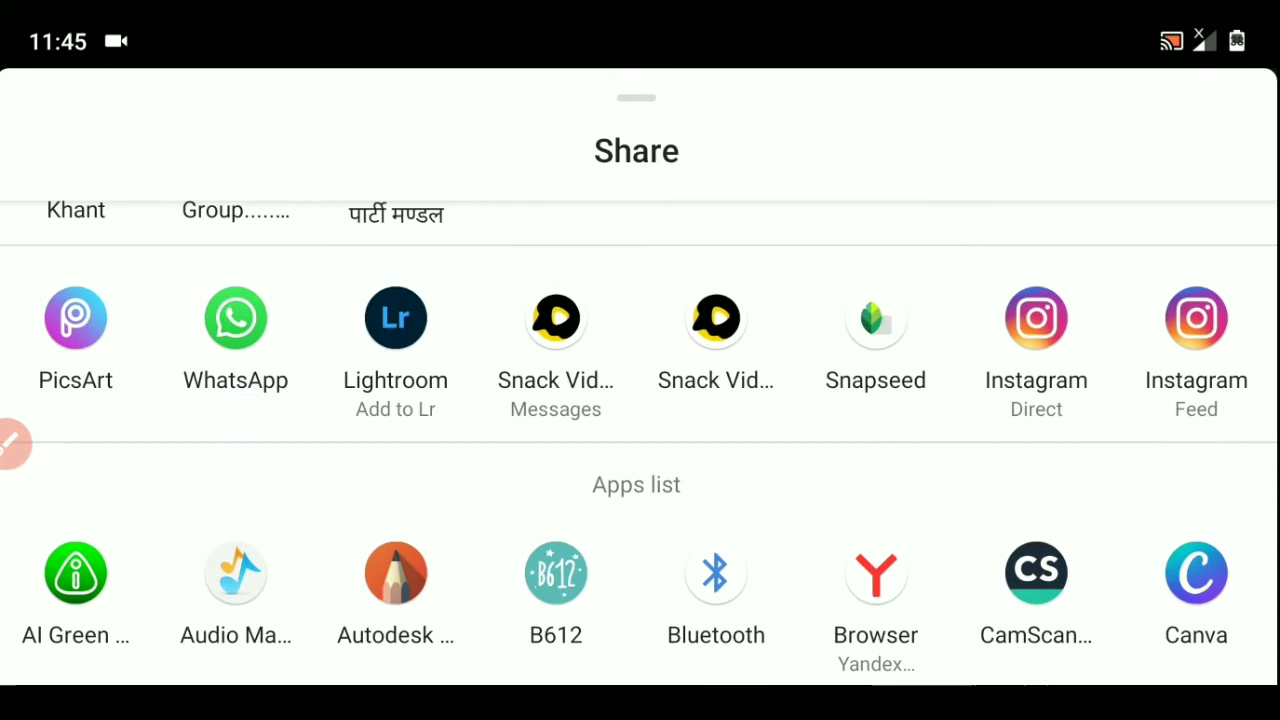 11:45
Share
Khant Group....... पार्टी मण्डल
PicsArt WhatsApp Lightroom Snack Vid... Snack Vid... Snapseed Instagram Instagram
Add to Lr Messages Direct Feed
Apps list
AI Green ... Audio Ma... Autodesk ... B612 Bluetooth Browser CamScan... Canva
Yandex...